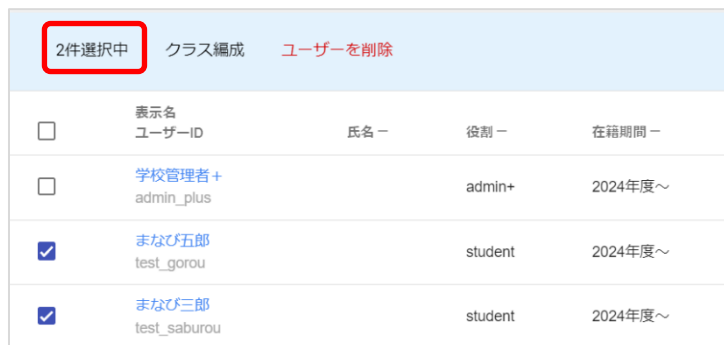 2件選択中 クラス編成 ユーザーを削除
表示名
ユーザーID 氏名 ー 役割 ー 在籍期間 ー
学校管理者+
admin_plus admin+ 2024年度～
まなび五郎
test_gorou student 2024年度～
まなび三郎
test_saburou student 2024年度～